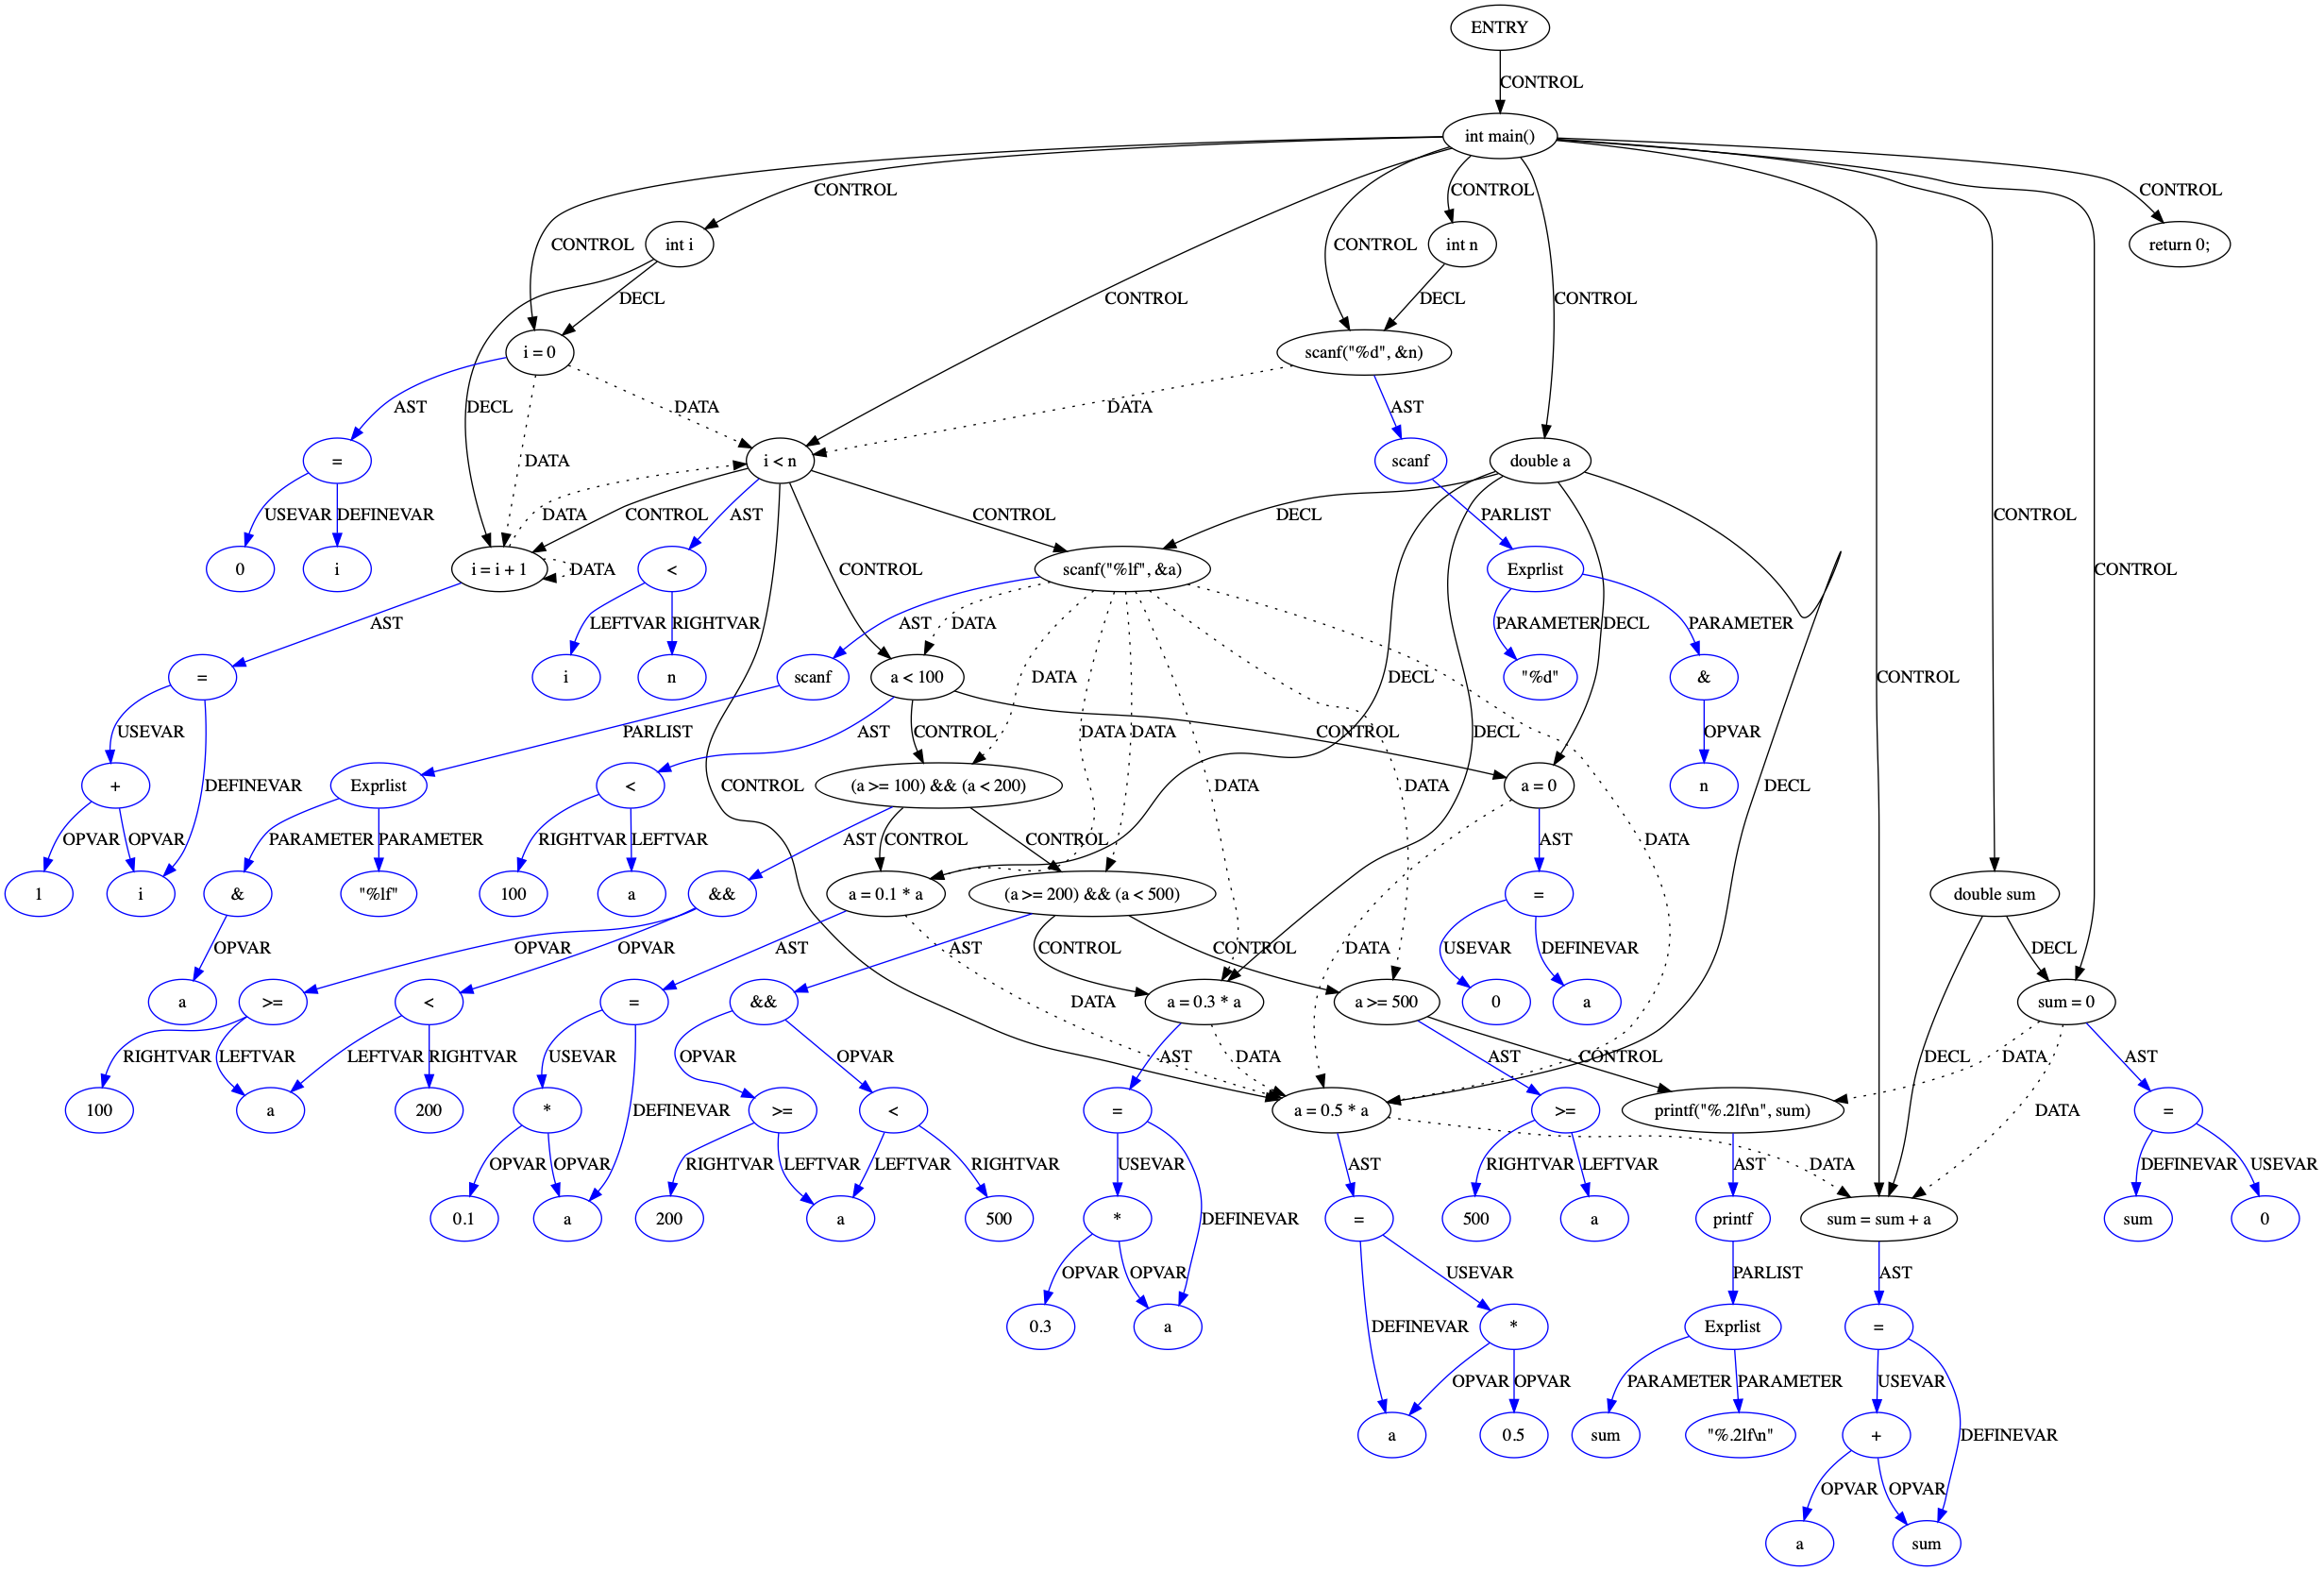 ENTRY
CONTROL
int main()
CONTROL
CONTROL
CONTROL
int i
CONTROL
CONTROL
int n
return 0;
DECL
CONTROL
DECL
CONTROL
i = 0
scanf("%d", &n)
AST
DECL
DATA
DATA
AST
=
DATA
i < n
scanf
double a
CONTROL
USEVAR
DEFINEVAR
DATA
CONTROL
AST
CONTROL
DECL
PARLIST
0
i
i = i + 1
DATA
<
CONTROL
scanf("%lf", &a)
Exprlist
CONTROL
AST
LEFTVAR
RIGHTVAR
AST
DATA
PARAMETER
DECL
PARAMETER
=
i
n
scanf
a < 100
DATA
DECL
"%d"
&
CONTROL
USEVAR
PARLIST
AST
CONTROL
DATA
DATA
CONTROL
DECL
OPVAR
+
DEFINEVAR
Exprlist
<
CONTROL
(a >= 100) && (a < 200)
DATA
DATA
a = 0
n
DECL
OPVAR
OPVAR
PARAMETER
PARAMETER
RIGHTVAR
LEFTVAR
AST
CONTROL
CONTROL
AST
DATA
1
i
&
"%lf"
100
a
&&
a = 0.1 * a
(a >= 200) && (a < 500)
=
double sum
OPVAR
OPVAR
OPVAR
AST
AST
CONTROL
CONTROL
DATA
USEVAR
DEFINEVAR
DECL
a
>=
<
=
&&
DATA
a = 0.3 * a
a >= 500
0
a
sum = 0
RIGHTVAR
LEFTVAR
LEFTVAR
RIGHTVAR
USEVAR
OPVAR
OPVAR
AST
DATA
AST
CONTROL
DECL
DATA
AST
100
a
200
*
DEFINEVAR
>=
<
=
a = 0.5 * a
>=
printf("%.2lf\n", sum)
DATA
=
OPVAR
OPVAR
RIGHTVAR
LEFTVAR
LEFTVAR
RIGHTVAR
USEVAR
AST
RIGHTVAR
LEFTVAR
AST
DATA
DEFINEVAR
USEVAR
0.1
a
200
a
500
*
DEFINEVAR
=
500
a
printf
sum = sum + a
sum
0
OPVAR
OPVAR
USEVAR
PARLIST
AST
0.3
a
DEFINEVAR
*
Exprlist
=
OPVAR
OPVAR
PARAMETER
PARAMETER
USEVAR
a
0.5
sum
"%.2lf\n"
+
DEFINEVAR
OPVAR
OPVAR
a
sum